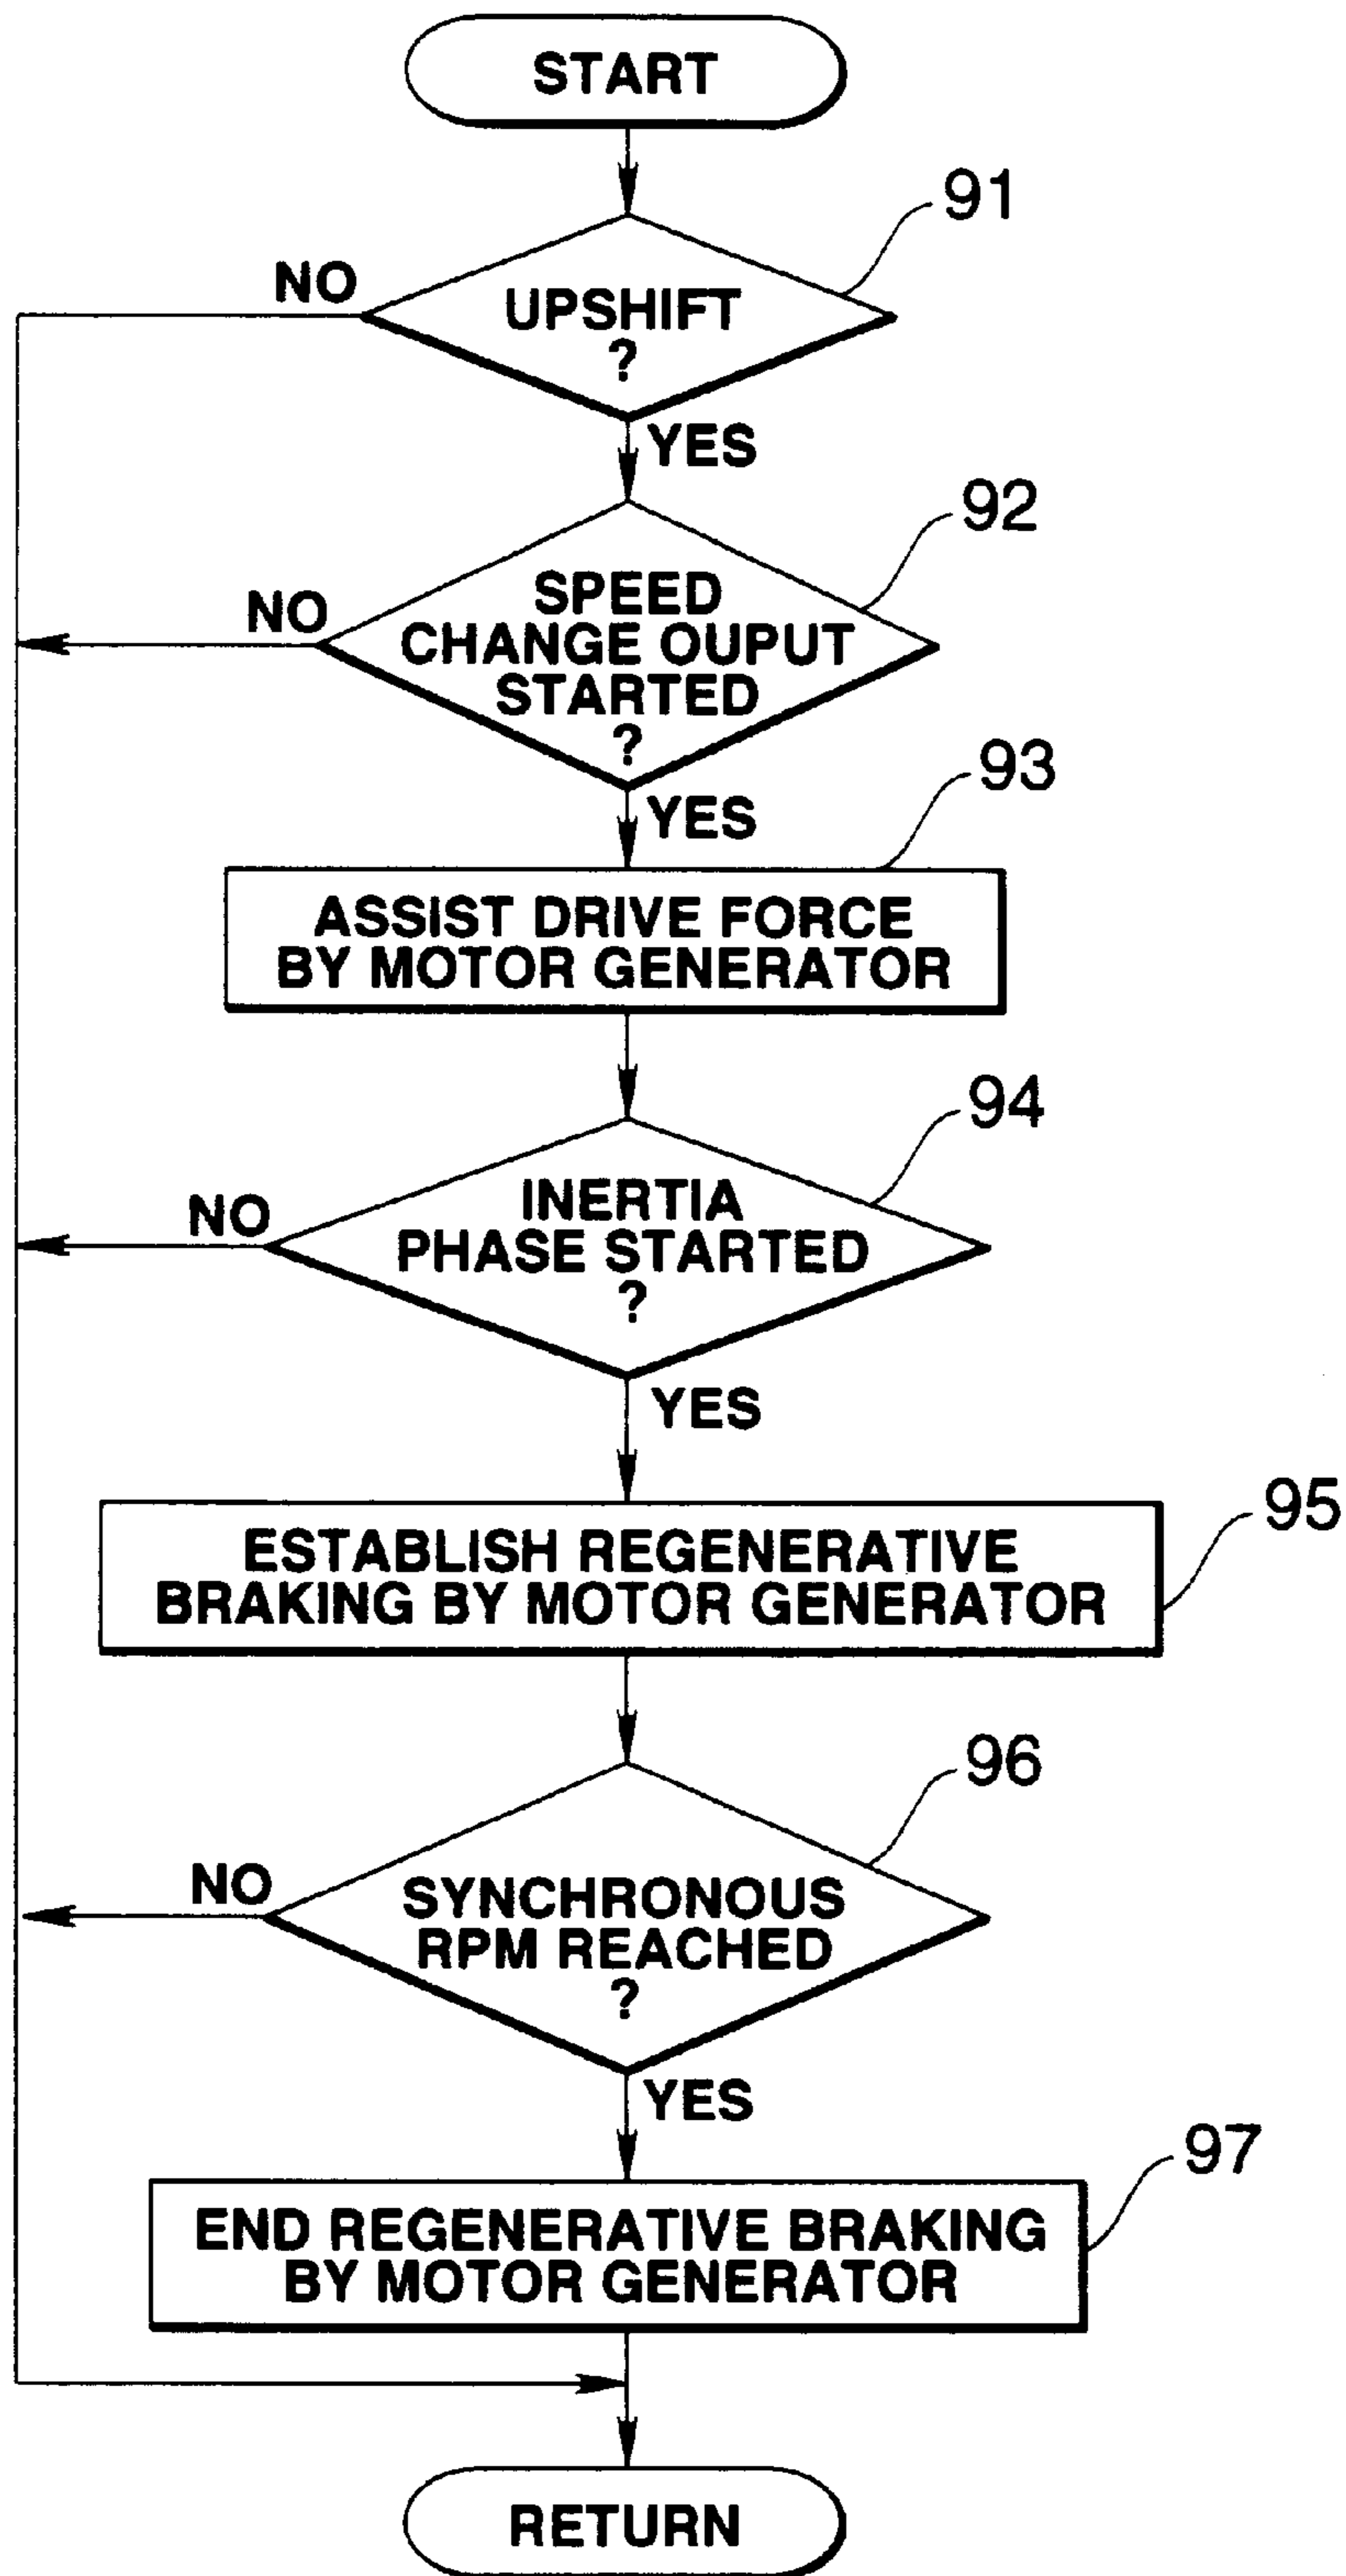 START
91
NO
UPSHIFT
?
YES
92
NO
SPEED
CHANGE OUPUT
STARTED
?
93
YES
ASSIST DRIVE FORCE
BY MOTOR GENERATOR
94
NO
INERTIA
PHASE STARTED
?
YES
95
ESTABLISH REGENERATIVE
BRAKING BY MOTOR GENERATOR
96
NO
SYNCHRONOUS
RPM REACHED
?
YES
97
END REGENERATIVE BRAKING
BY MOTOR GENERATOR
RETURN